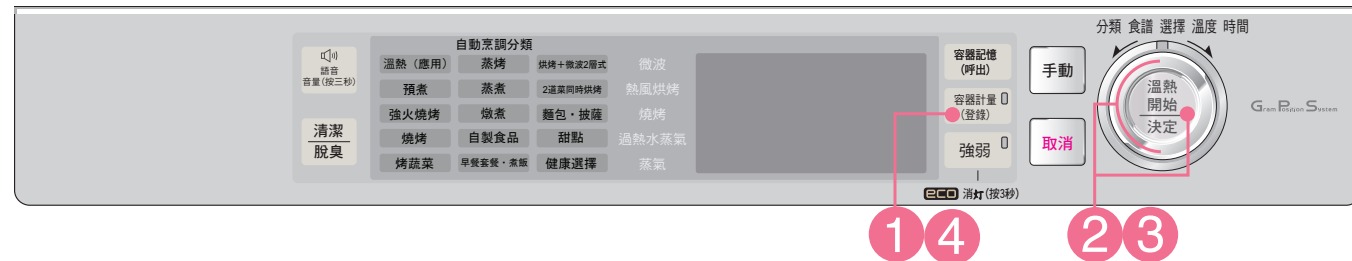 分類 食譜 選擇 溫度 時間
語音
音量(按三秒)
清潔
脫臭
自動烹調分類
溫熱（應用） 蒸烤 烘烤＋微波2層式 微波
預煮 蒸煮 2道菜同時烘烤 熱風烘烤
強火燒烤 燉煮 麵包・披薩 燒烤
燒烤 自製食品 甜點 過熱水蒸氣
烤蔬菜 早餐套餐・煮飯 健康選擇 蒸氣
容器記憶
(呼出)
容器計量
(登錄)
強弱
eco 消灯(按3秒)
手動
取消
溫熱
開始
決定
Gram Position System
1 4 2 3